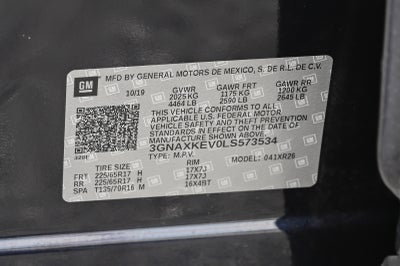 GM
MFD BY GENERAL MOTORS DE MEXICO, S. DE R.L. DE C.V.
10/19 GVWR GAWR FRT GAWR RR
2025 KG 1175 KG 1200 KG
4464 LB 2590 LB 2645 LB
THIS VEHICLE CONFORMS TO ALL
APPLICABLE U.S. FEDERAL MOTOR
VEHICLE SAFETY AND THEFT PREVENTION
STANDARDS IN EFFECT ON THE DATE OF
MANUFACTURE SHOWN ABOVE.
3GNAXKEV0LS573534
TYPE: M.P.V. MODEL: 041XR26
TIRE SIZE RIM
FRT 225/65R17 H 17X7J
RR 225/65R17 H 17X7J
SPA T135/70R16 M 16X4BT